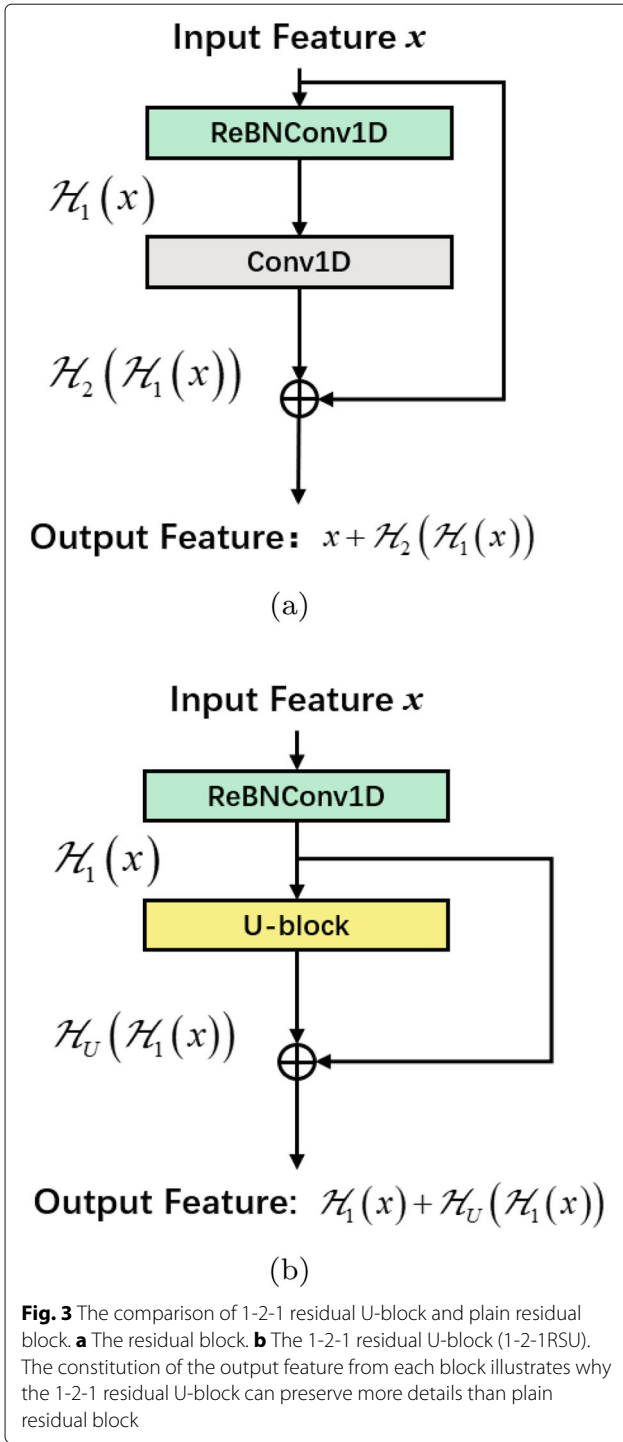 Input Feature x
ReBNConv1D
ℋ₁(x)
Conv1D
ℋ₂(ℋ₁(x))
Output Feature: x + ℋ₂(ℋ₁(x))
(a)
Input Feature x
ReBNConv1D
ℋ₁(x)
U-block
ℋ_U(ℋ₁(x))
Output Feature: ℋ₁(x) + ℋ_U(ℋ₁(x))
(b)
Fig. 3 The comparison of 1-2-1 residual U-block and plain residual
block. a The residual block. b The 1-2-1 residual U-block (1-2-1RSU).
The constitution of the output feature from each block illustrates why
the 1-2-1 residual U-block can preserve more details than plain
residual block